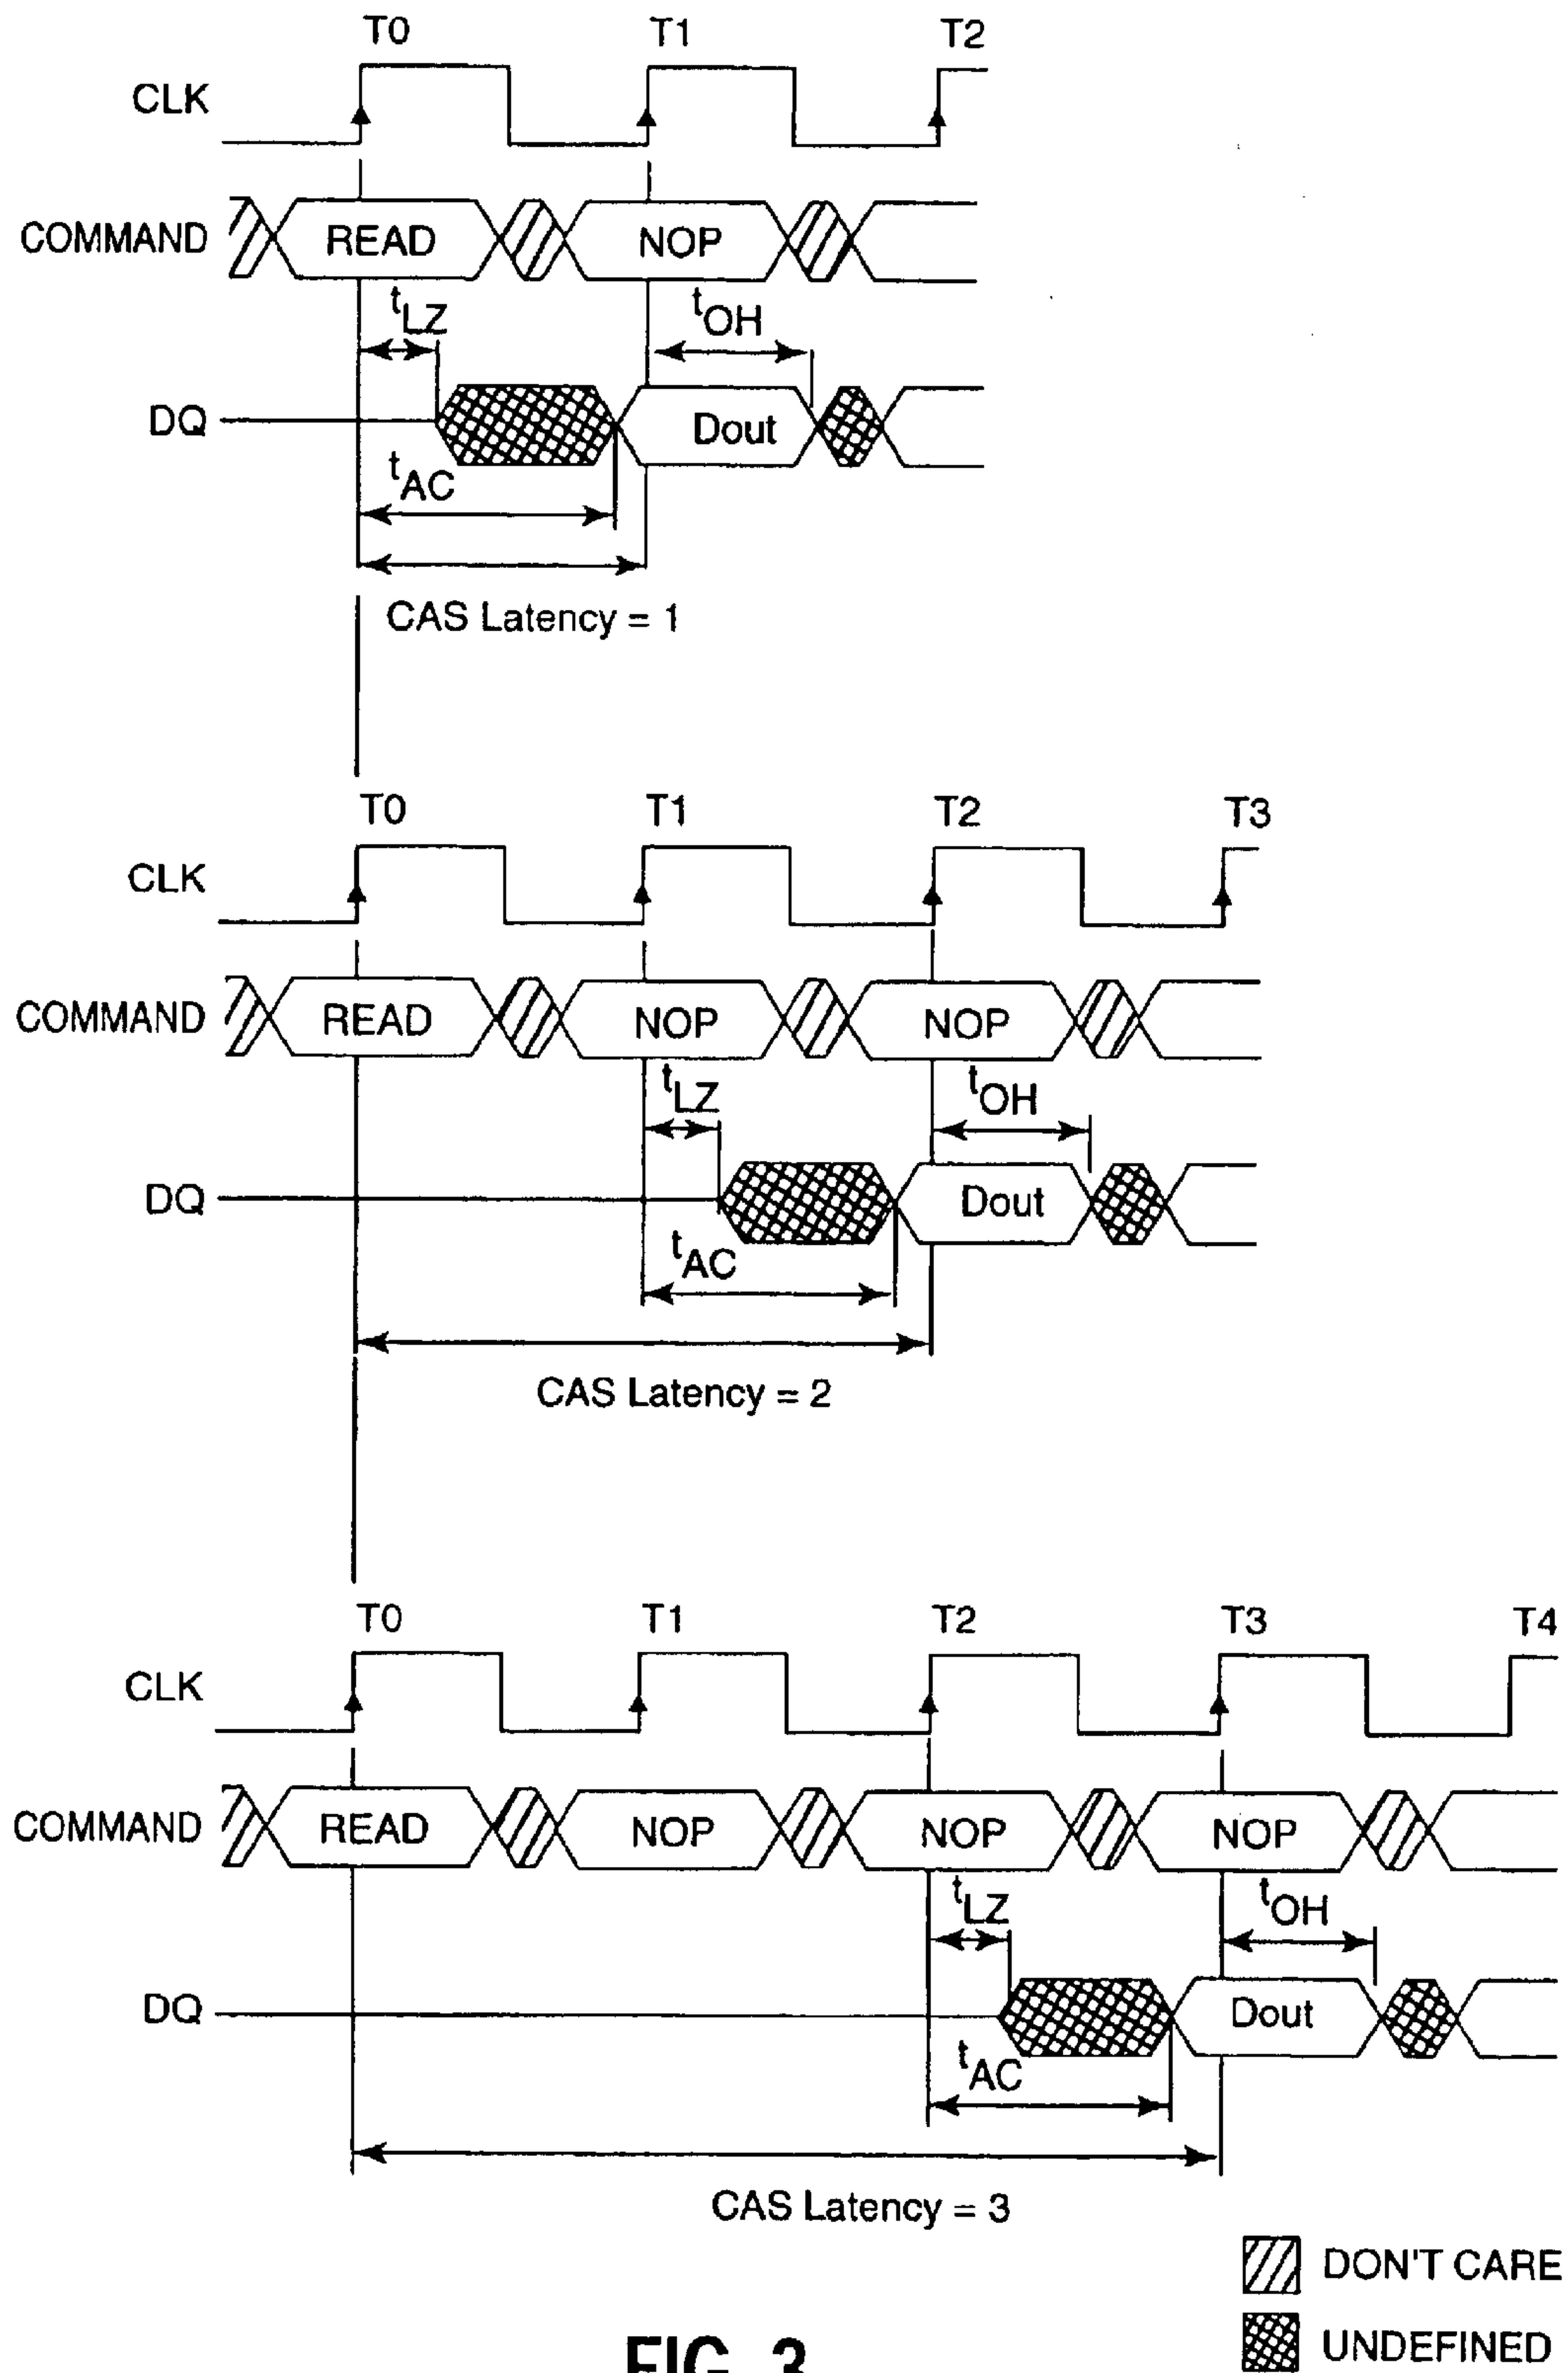 T0 T1 T2
CLK
COMMAND READ NOP
tLZ tOH
DQ Dout
tAC
CAS Latency = 1
T0 T1 T2 T3
CLK
COMMAND READ NOP NOP
tLZ tOH
DQ Dout
tAC
CAS Latency = 2
T0 T1 T2 T3 T4
CLK
COMMAND READ NOP NOP NOP
tLZ tOH
DQ Dout
tAC
CAS Latency = 3
DON'T CARE
UNDEFINED
FIG. 3